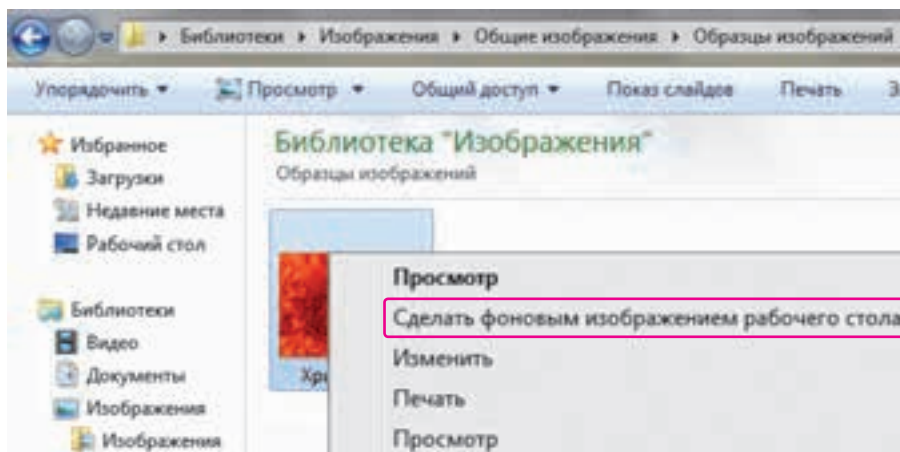 Библиотеки Изображения Общие изображения Образцы изображений
Упорядочить Просмотр Общий доступ Показ слайдов Печать
Избранное
Загрузки
Недавние места
Рабочий стол
Библиотеки
Видео
Документы
Изображения
Изображения
Библиотека "Изображения"
Образцы изображений
Просмотр
Сделать фоновым изображением рабочего стола
Изменить
Печать
Просмотр